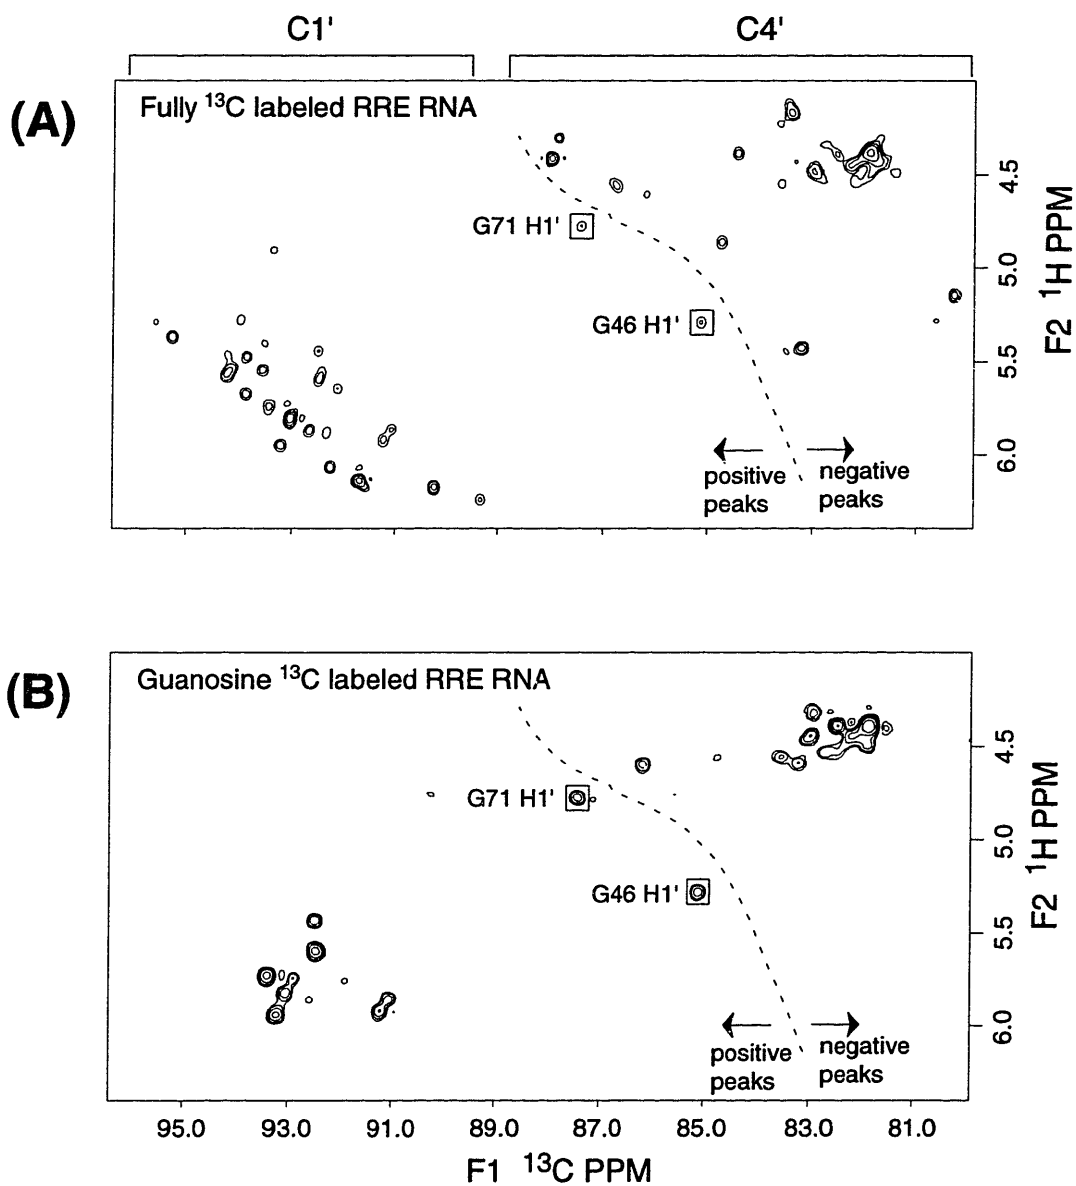 C1' C4'
(A)
Fully ¹³C labeled RRE RNA
G71 H1'
G46 H1'
positive peaks
negative peaks
4.5
5.0
5.5
6.0
F2 ¹H PPM
(B)
Guanosine ¹³C labeled RRE RNA
G71 H1'
G46 H1'
positive peaks
negative peaks
4.5
5.0
5.5
6.0
F2 ¹H PPM
95.0 93.0 91.0 89.0 87.0 85.0 83.0 81.0
F1 ¹³C PPM